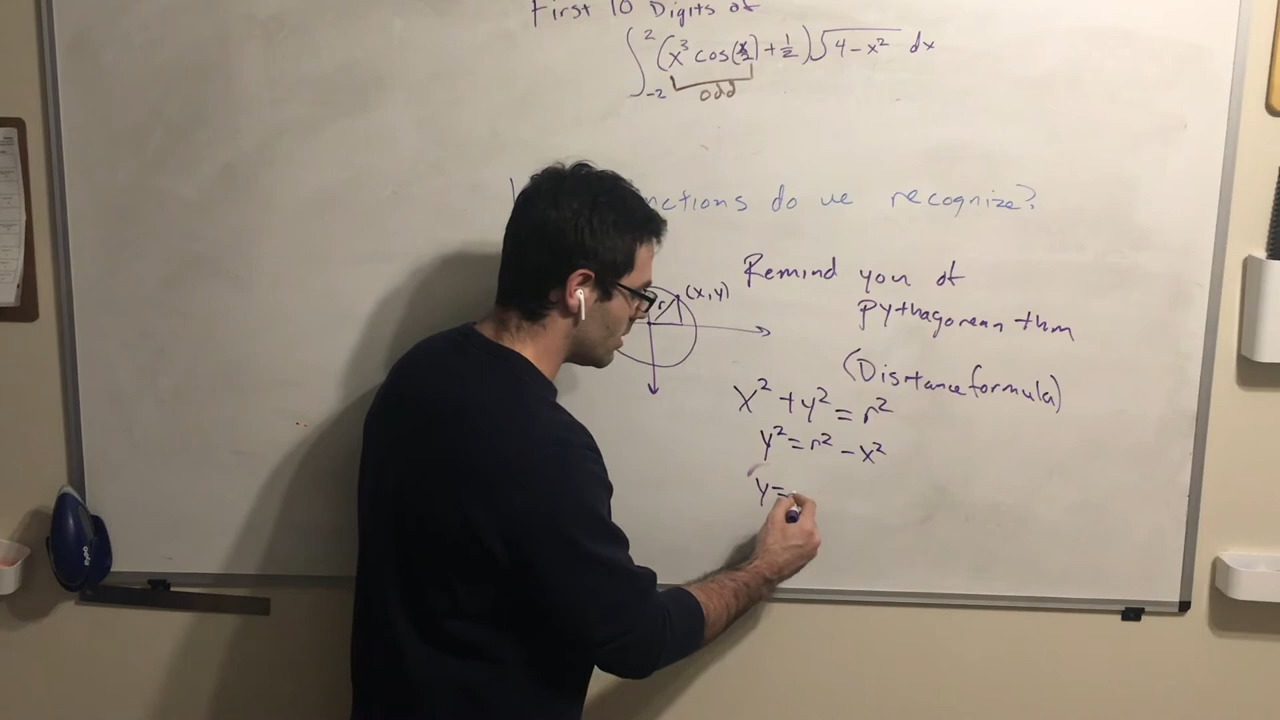 First 10 Digits of
∫₋₂² (x³ cos(x/2) + 1/2) √(4 - x²) dx
odd
nctions do we recognize?
Remind you of
pythagorean thm
(x,y)
r
(Distance formula)
x² + y² = r²
y² = r² - x²
y =
expo